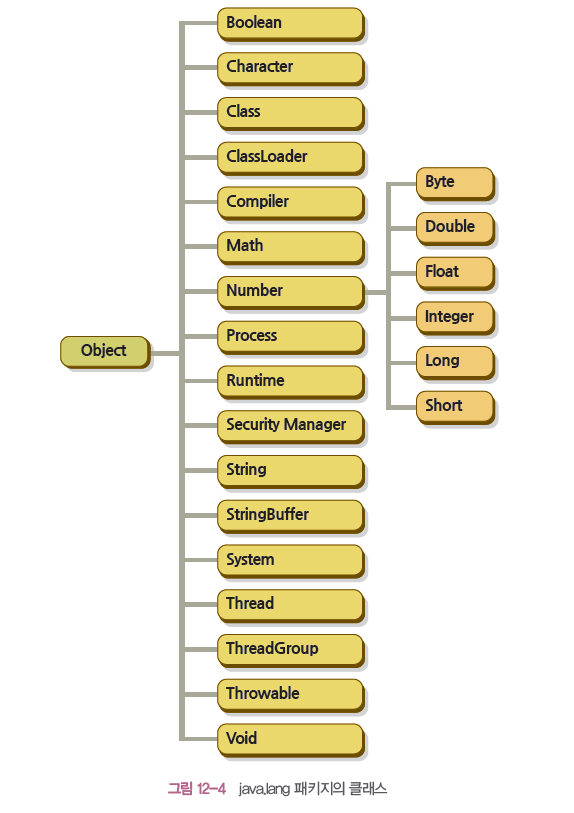 Object
Boolean
Character
Class
ClassLoader
Compiler
Math
Number
Process
Runtime
Security Manager
String
StringBuffer
System
Thread
ThreadGroup
Throwable
Void
Byte
Double
Float
Integer
Long
Short
그림 12-4 java.lang 패키지의 클래스